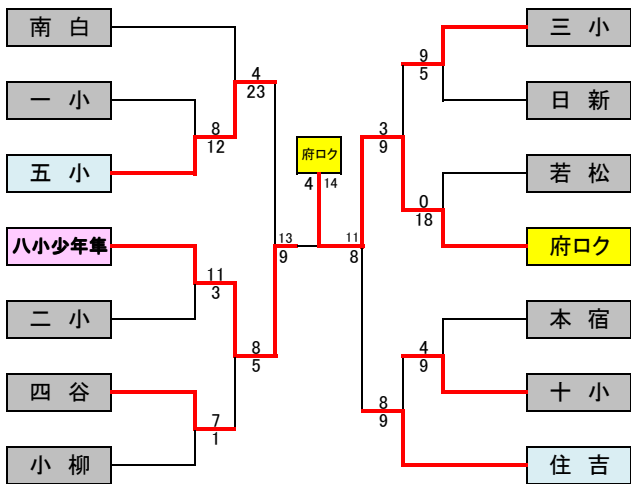 南 白
三 小
9
5
4
23
一 小
日 新
8
12
3
9
府ロク
五 小
若 松
4 14
0
18
八小少年隼
府ロク
13
9
11
8
11
3
二 小
本 宿
8
5
4
9
四 谷
十 小
7
1
8
9
小 柳
住 吉